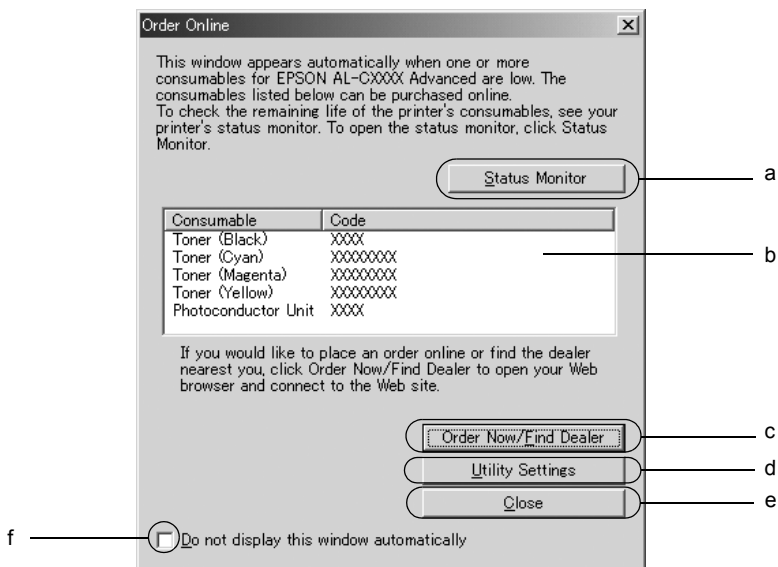 Order Online
This window appears automatically when one or more
consumables for EPSON AL-CXXXX Advanced are low. The
consumables listed below can be purchased online.
To check the remaining life of the printer's consumables, see your
printer's status monitor. To open the status monitor, click Status
Monitor.
Status Monitor
a
Consumable Code
Toner (Black) XXXX
Toner (Cyan) XXXXXXXX
b
Toner (Magenta) XXXXXXXX
Toner (Yellow) XXXXXXXX
Photoconductor Unit XXXX
If you would like to place an order online or find the dealer
nearest you, click Order Now/Find Dealer to open your Web
browser and connect to the Web site.
Order Now/Find Dealer
c
Utility Settings
d
Close
e
f
Do not display this window automatically